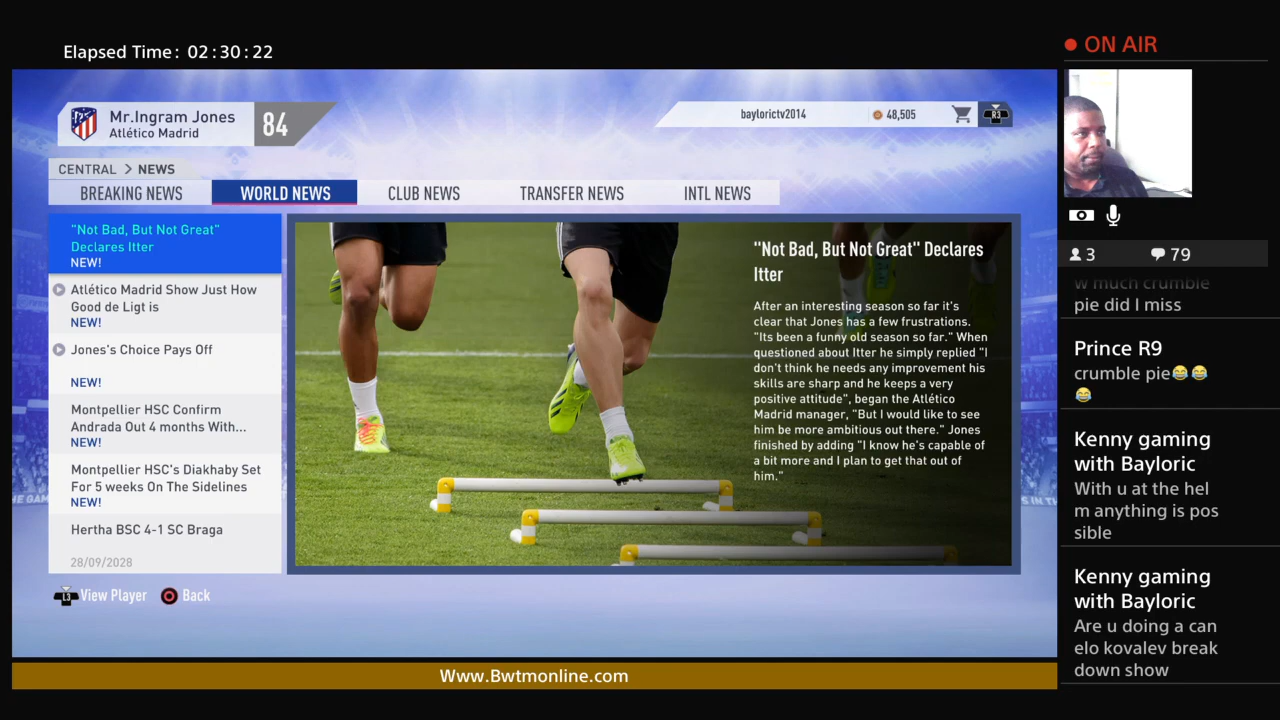 Elapsed Time: 02:30:22
ON AIR
Mr.Ingram Jones
Atlético Madrid
84
baylorictv2014
48,505
R3
CENTRAL > NEWS
BREAKING NEWS
WORLD NEWS
CLUB NEWS
TRANSFER NEWS
INTL NEWS
"Not Bad, But Not Great"
Declares Itter
NEW!
Atlético Madrid Show Just How
Good de Ligt is
NEW!
Jones's Choice Pays Off
NEW!
Montpellier HSC Confirm
Andrada Out 4 months With...
NEW!
Montpellier HSC's Diakhaby Set
For 5 weeks On The Sidelines
NEW!
Hertha BSC 4-1 SC Braga
28/09/2028
"Not Bad, But Not Great" Declares
Itter
After an interesting season so far it's
clear that Jones has a few frustrations.
"Its been a funny old season so far." When
questioned about Itter he simply replied "I
don't think he needs any improvement his
skills are sharp and he keeps a very
positive attitude", began the Atlético
Madrid manager, "But I would like to see
him be more ambitious out there." Jones
finished by adding "I know he's capable of
a bit more and I plan to get that out of
him."
L3 View Player
Back
Www.Bwtmonline.com
3
79
w much crumble
pie did I miss
Prince R9
crumble pie😂😂
😂
Kenny gaming
with Bayloric
With u at the hel
m anything is pos
sible
Kenny gaming
with Bayloric
Are u doing a can
elo kovalev break
down show